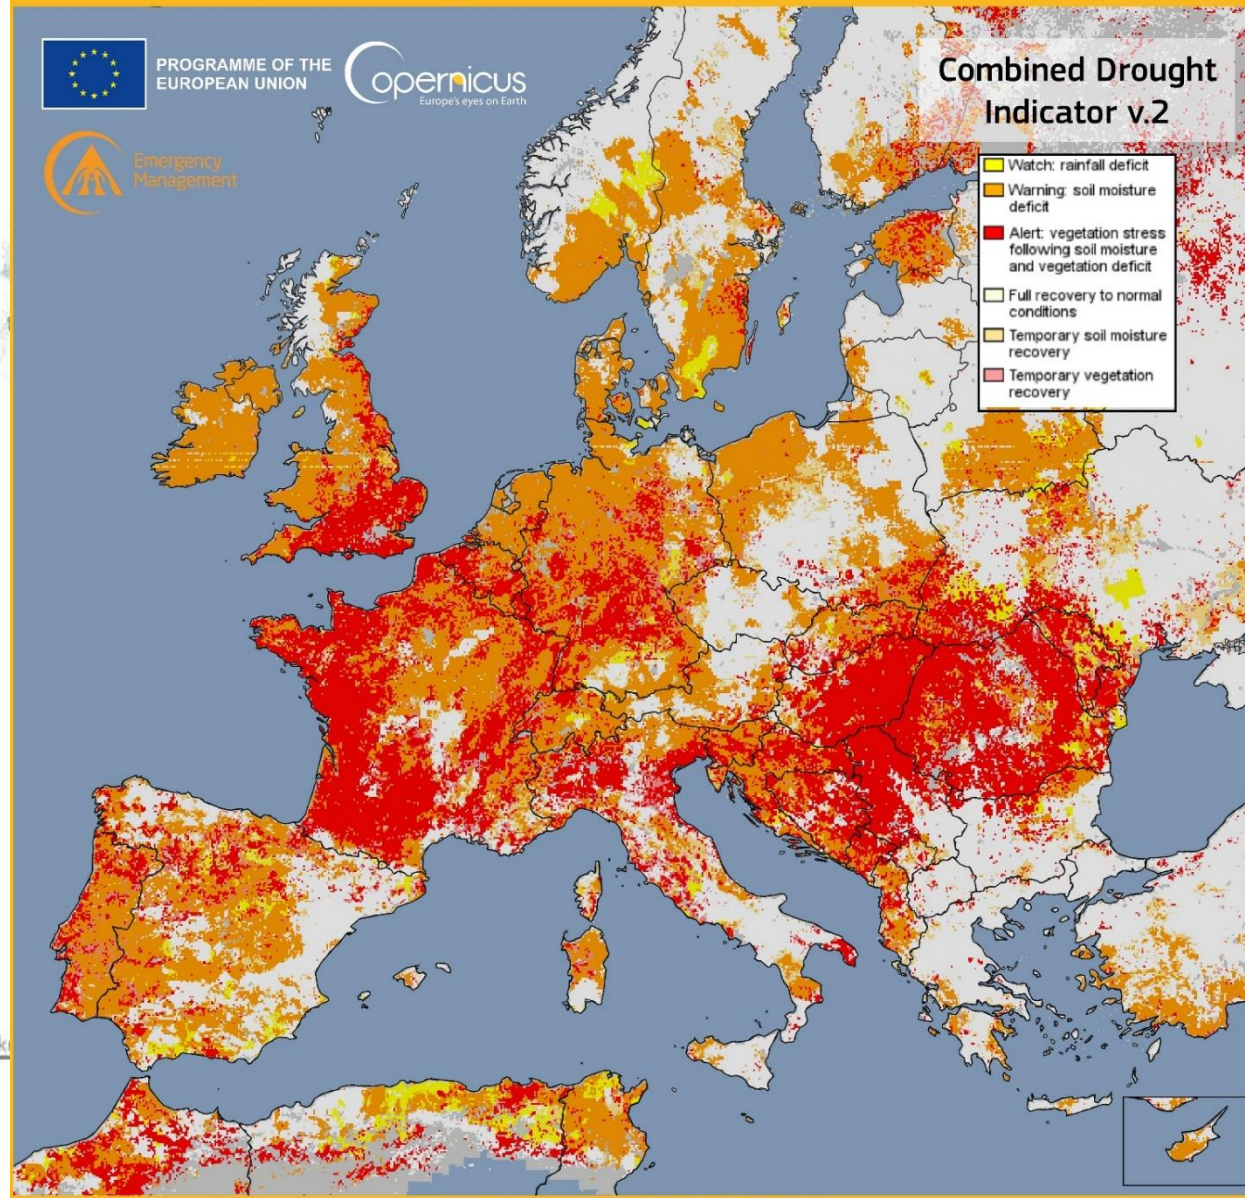 PROGRAMME OF THE
EUROPEAN UNION
opernicus
Europe's eyes on Earth
Emergency
Management
Combined Drought
Indicator v.2
Watch: rainfall deficit
Warning: soil moisture
deficit
Alert: vegetation stress
following soil moisture
and vegetation deficit
Full recovery to normal
conditions
Temporary soil moisture
recovery
Temporary vegetation
recovery